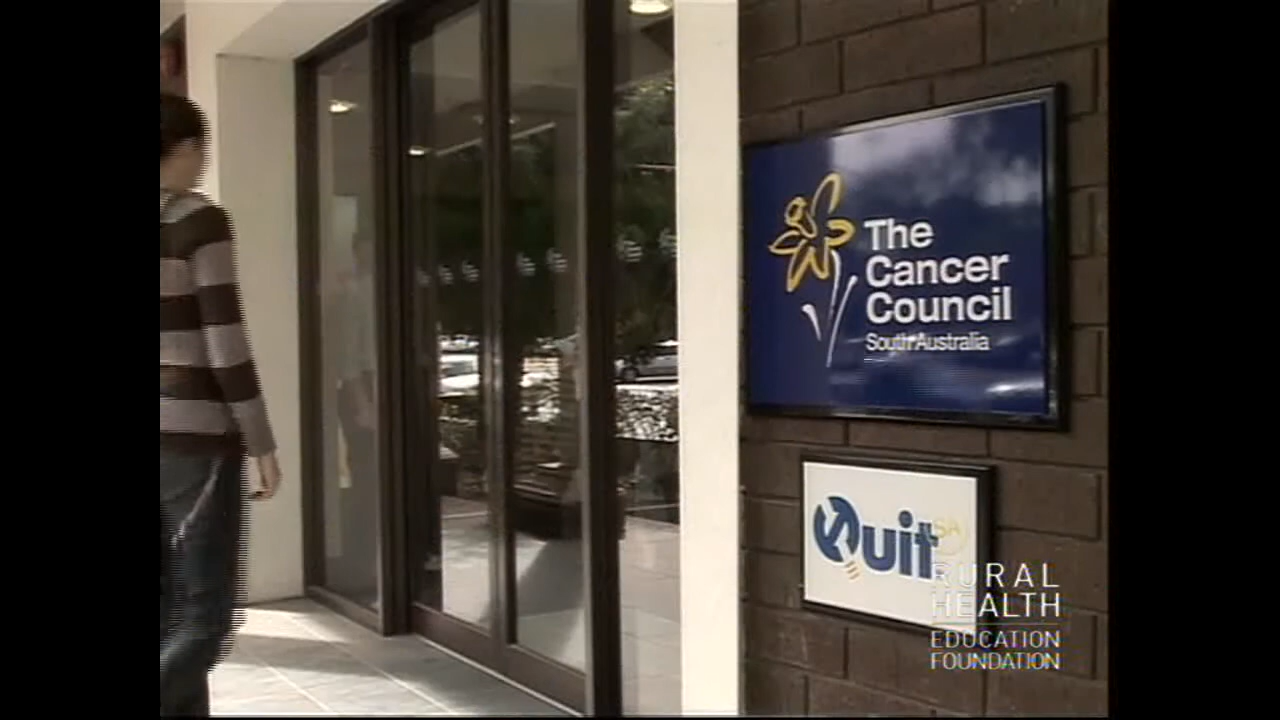 The
Cancer
Council
South Australia
Quit
SA
RURAL
HEALTH
EDUCATION
FOUNDATION